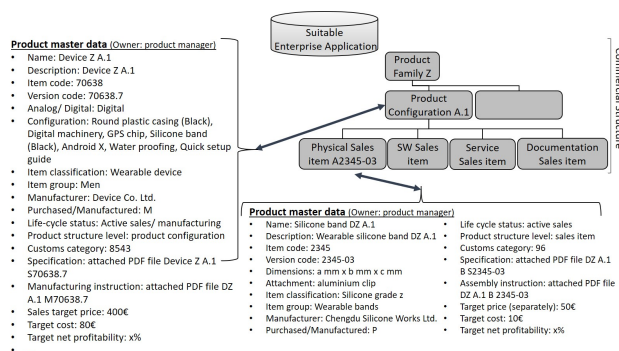 Suitable
Enterprise Application
Product master data (Owner: product manager)
• Name: Device Z A.1
• Description: Device Z A.1
• Item code: 70638
• Version code: 70638.7
• Analog/ Digital: Digital
• Configuration: Round plastic casing (Black),
Digital machinery, GPS chip, Silicone band
(Black), Android X, Water proofing, Quick setup
guide
• Item classification: Wearable device
• Item group: Men
• Manufacturer: Device Co. Ltd.
• Purchased/Manufactured: M
• Life-cycle status: Active sales/ manufacturing
• Product structure level: product configuration
• Customs category: 8543
• Specification: attached PDF file Device Z A.1
S70638.7
• Manufacturing instruction: attached PDF file DZ
A.1 M70638.7
• Sales target price: 400€
• Target cost: 80€
• Target net profitability: x%
•
Product
Family Z
Product
Configuration A.1
Physical Sales
item A2345-03
SW Sales
item
Service
Sales item
Documentation
Sales item
Commercial structure
Product master data (Owner: product manager)
• Name: Silicone band DZ A.1
• Description: Wearable silicone band DZ A.1
• Item code: 2345
• Version code: 2345-03
• Dimensions: a mm x b mm x c mm
• Attachment: aluminium clip
• Item classification: Silicone grade z
• Item group: Wearable bands
• Manufacturer: Chengdu Silicone Works Ltd.
• Purchased/Manufactured: P
• Life cycle status: active sales
• Product structure level: sales item
• Customs category: 96
• Specification: attached PDF file DZ A.1
B S2345-03
• Assembly instruction: attached PDF file
DZ A.1 B 2345-03
• Target price (separately): 50€
• Target cost: 10€
• Target net profitability: x%